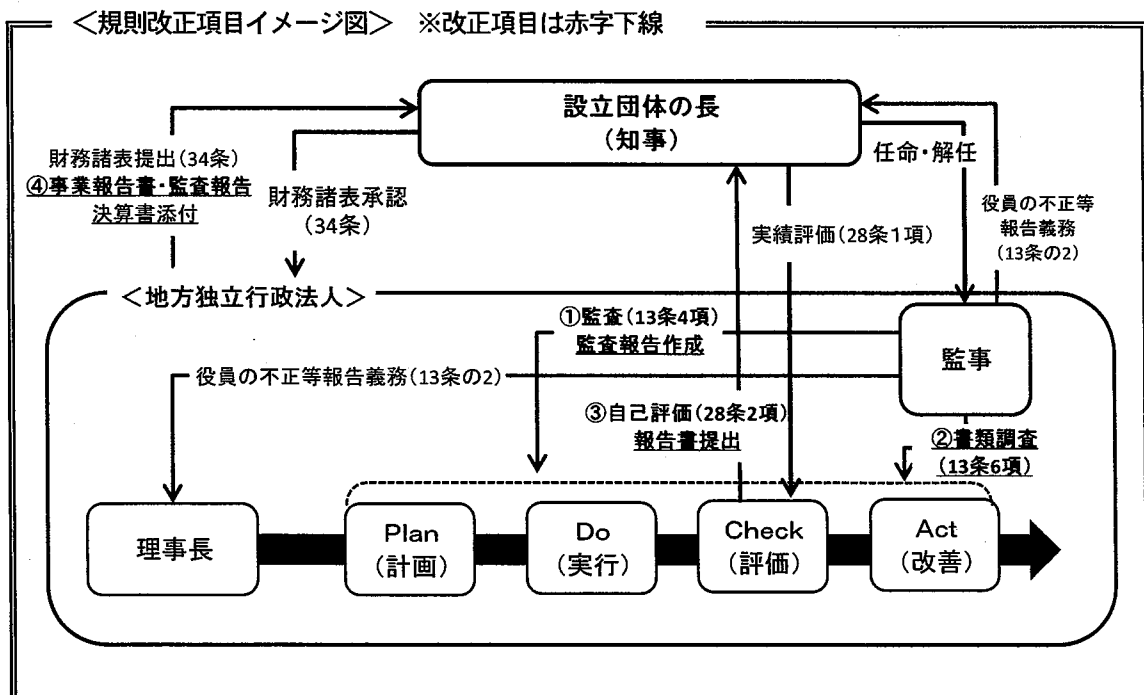 ＜規則改正項目イメージ図＞ ※改正項目は赤字下線
設立団体の長
（知事）
財務諸表提出（34条）
④事業報告書・監査報告
決算書添付
財務諸表承認
（34条）
任命・解任
役員の不正等
報告義務
（13条の2）
実績評価（28条1項）
＜地方独立行政法人＞
①監査（13条4項）
監査報告作成
監事
役員の不正等報告義務（13条の2）
③自己評価（28条2項）
報告書提出
②書類調査
（13条6項）
理事長
Plan
（計画）
Do
（実行）
Check
（評価）
Act
（改善）